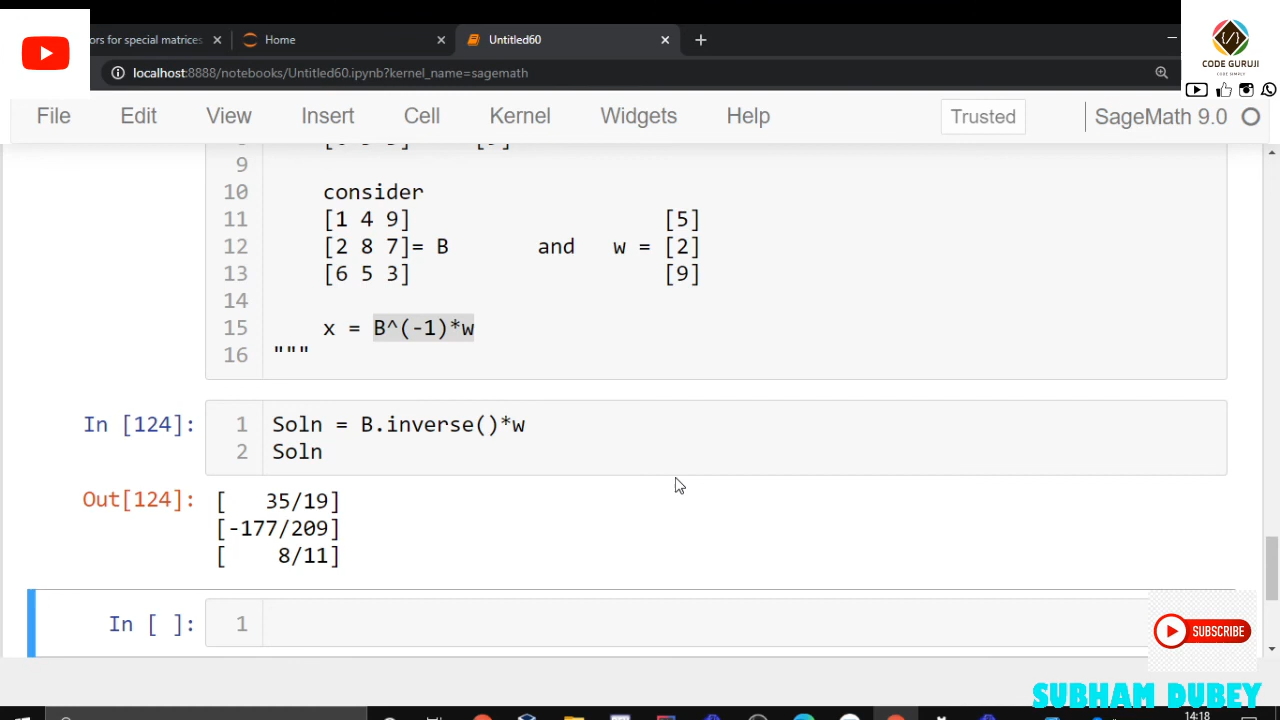 ors for special matrices
Home
Untitled60
localhost:8888/notebooks/Untitled60.ipynb?kernel_name=sagemath
CODE GURUJI
CODE SIMPLY
File Edit View Insert Cell Kernel Widgets Help Trusted SageMath 9.0
9
10 consider
11 [1 4 9] [5]
12 [2 8 7]= B and w = [2]
13 [6 5 3] [9]
14
15 x = B^(-1)*w
16 """
In [124]: 1 Soln = B.inverse()*w
2 Soln
Out[124]: [ 35/19]
[-177/209]
[ 8/11]
In [ ]: 1
SUBSCRIBE
SUBHAM DUBEY
14:18